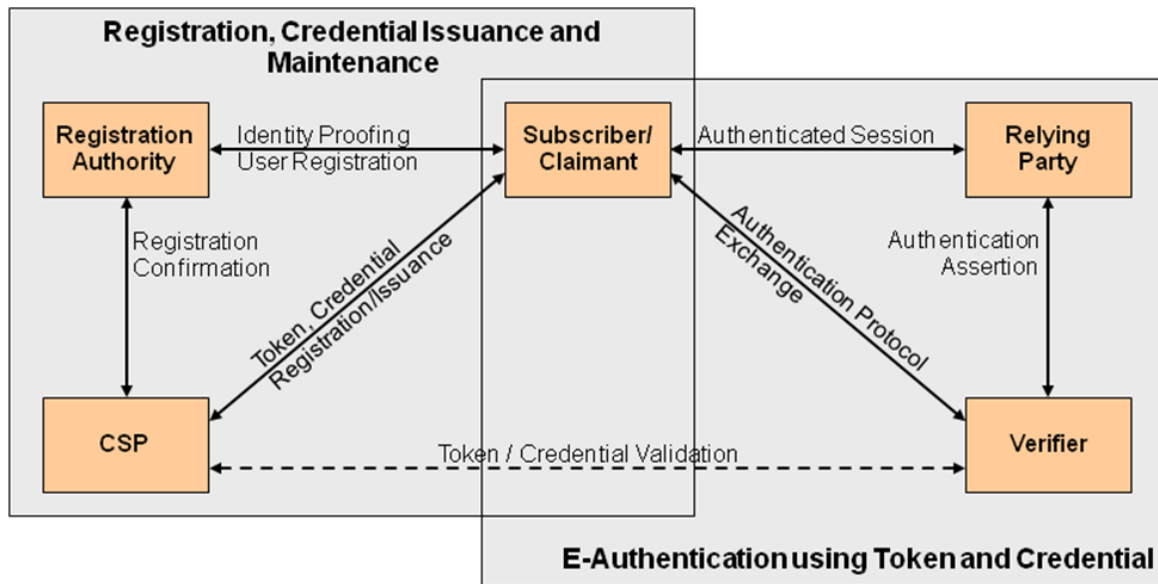 Registration, Credential Issuance and
Maintenance
Registration
Authority
Identity Proofing
User Registration
Subscriber/
Claimant
Authenticated Session
Relying
Party
Registration
Confirmation
Token, Credential
Registration/Issuance
Authentication Protocol
Exchange
Authentication
Assertion
CSP
Token / Credential Validation
Verifier
E-Authentication using Token and Credential